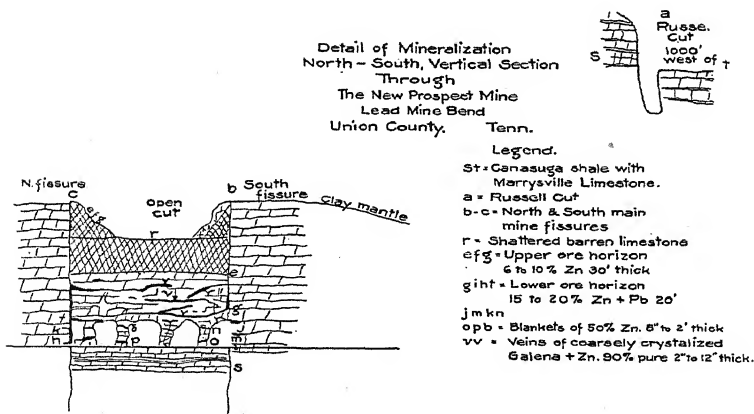 a
Russe.
Cut
1000'
west of t
S
Detail of Mineralization
North - South, Vertical Section
Through
The New Prospect Mine
Lead Mine Bend
Union County. Tenn.
Legend.
St = Canasuga shale with
Marrysville Limestone.
a = Russell Cut
b-c = North & South main
mine fissures
r = Shattered barren limestone
efg = Upper ore horizon
6 to 10% Zn 30' thick
giht = Lower ore horizon
15 to 20% Zn + Pb 20'
jmkn
opb = Blankets of 50% Zn. 8" to 2' thick
vv = Veins of coarsely crystalized
Galena + Zn. 90% pure 2" to 12" thick.
N. fissure
c
open
cut
b South
fissure
clay mantle
efg
r
e
v
g
f
k
h
p
n
o
j
m
s